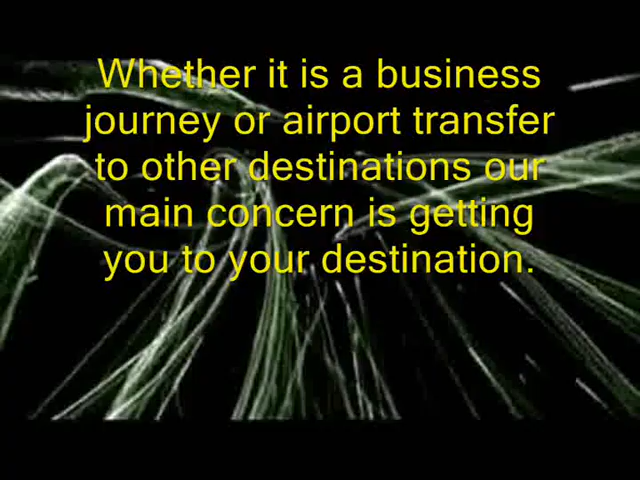 Whether it is a business
journey or airport transfer
to other destinations our
main concern is getting
you to your destination.